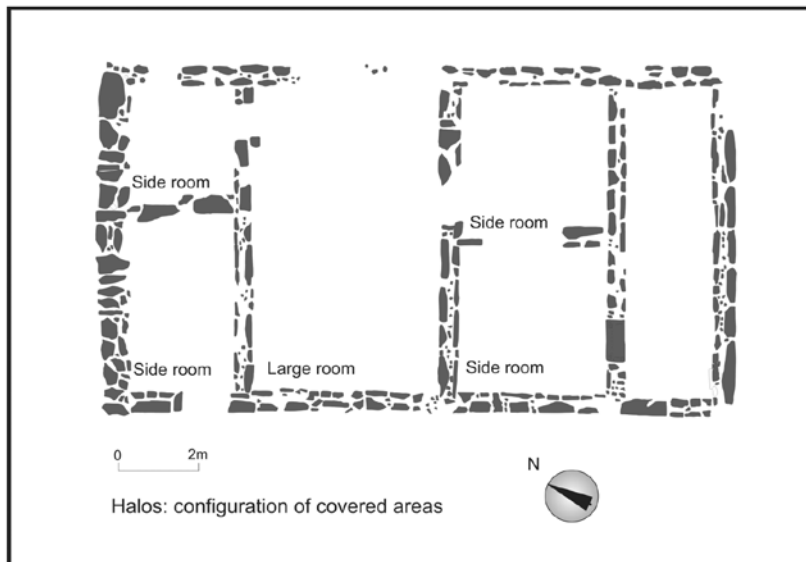 Side room
Side room
Side room
Large room
Side room
0 2m
N
Halos: configuration of covered areas